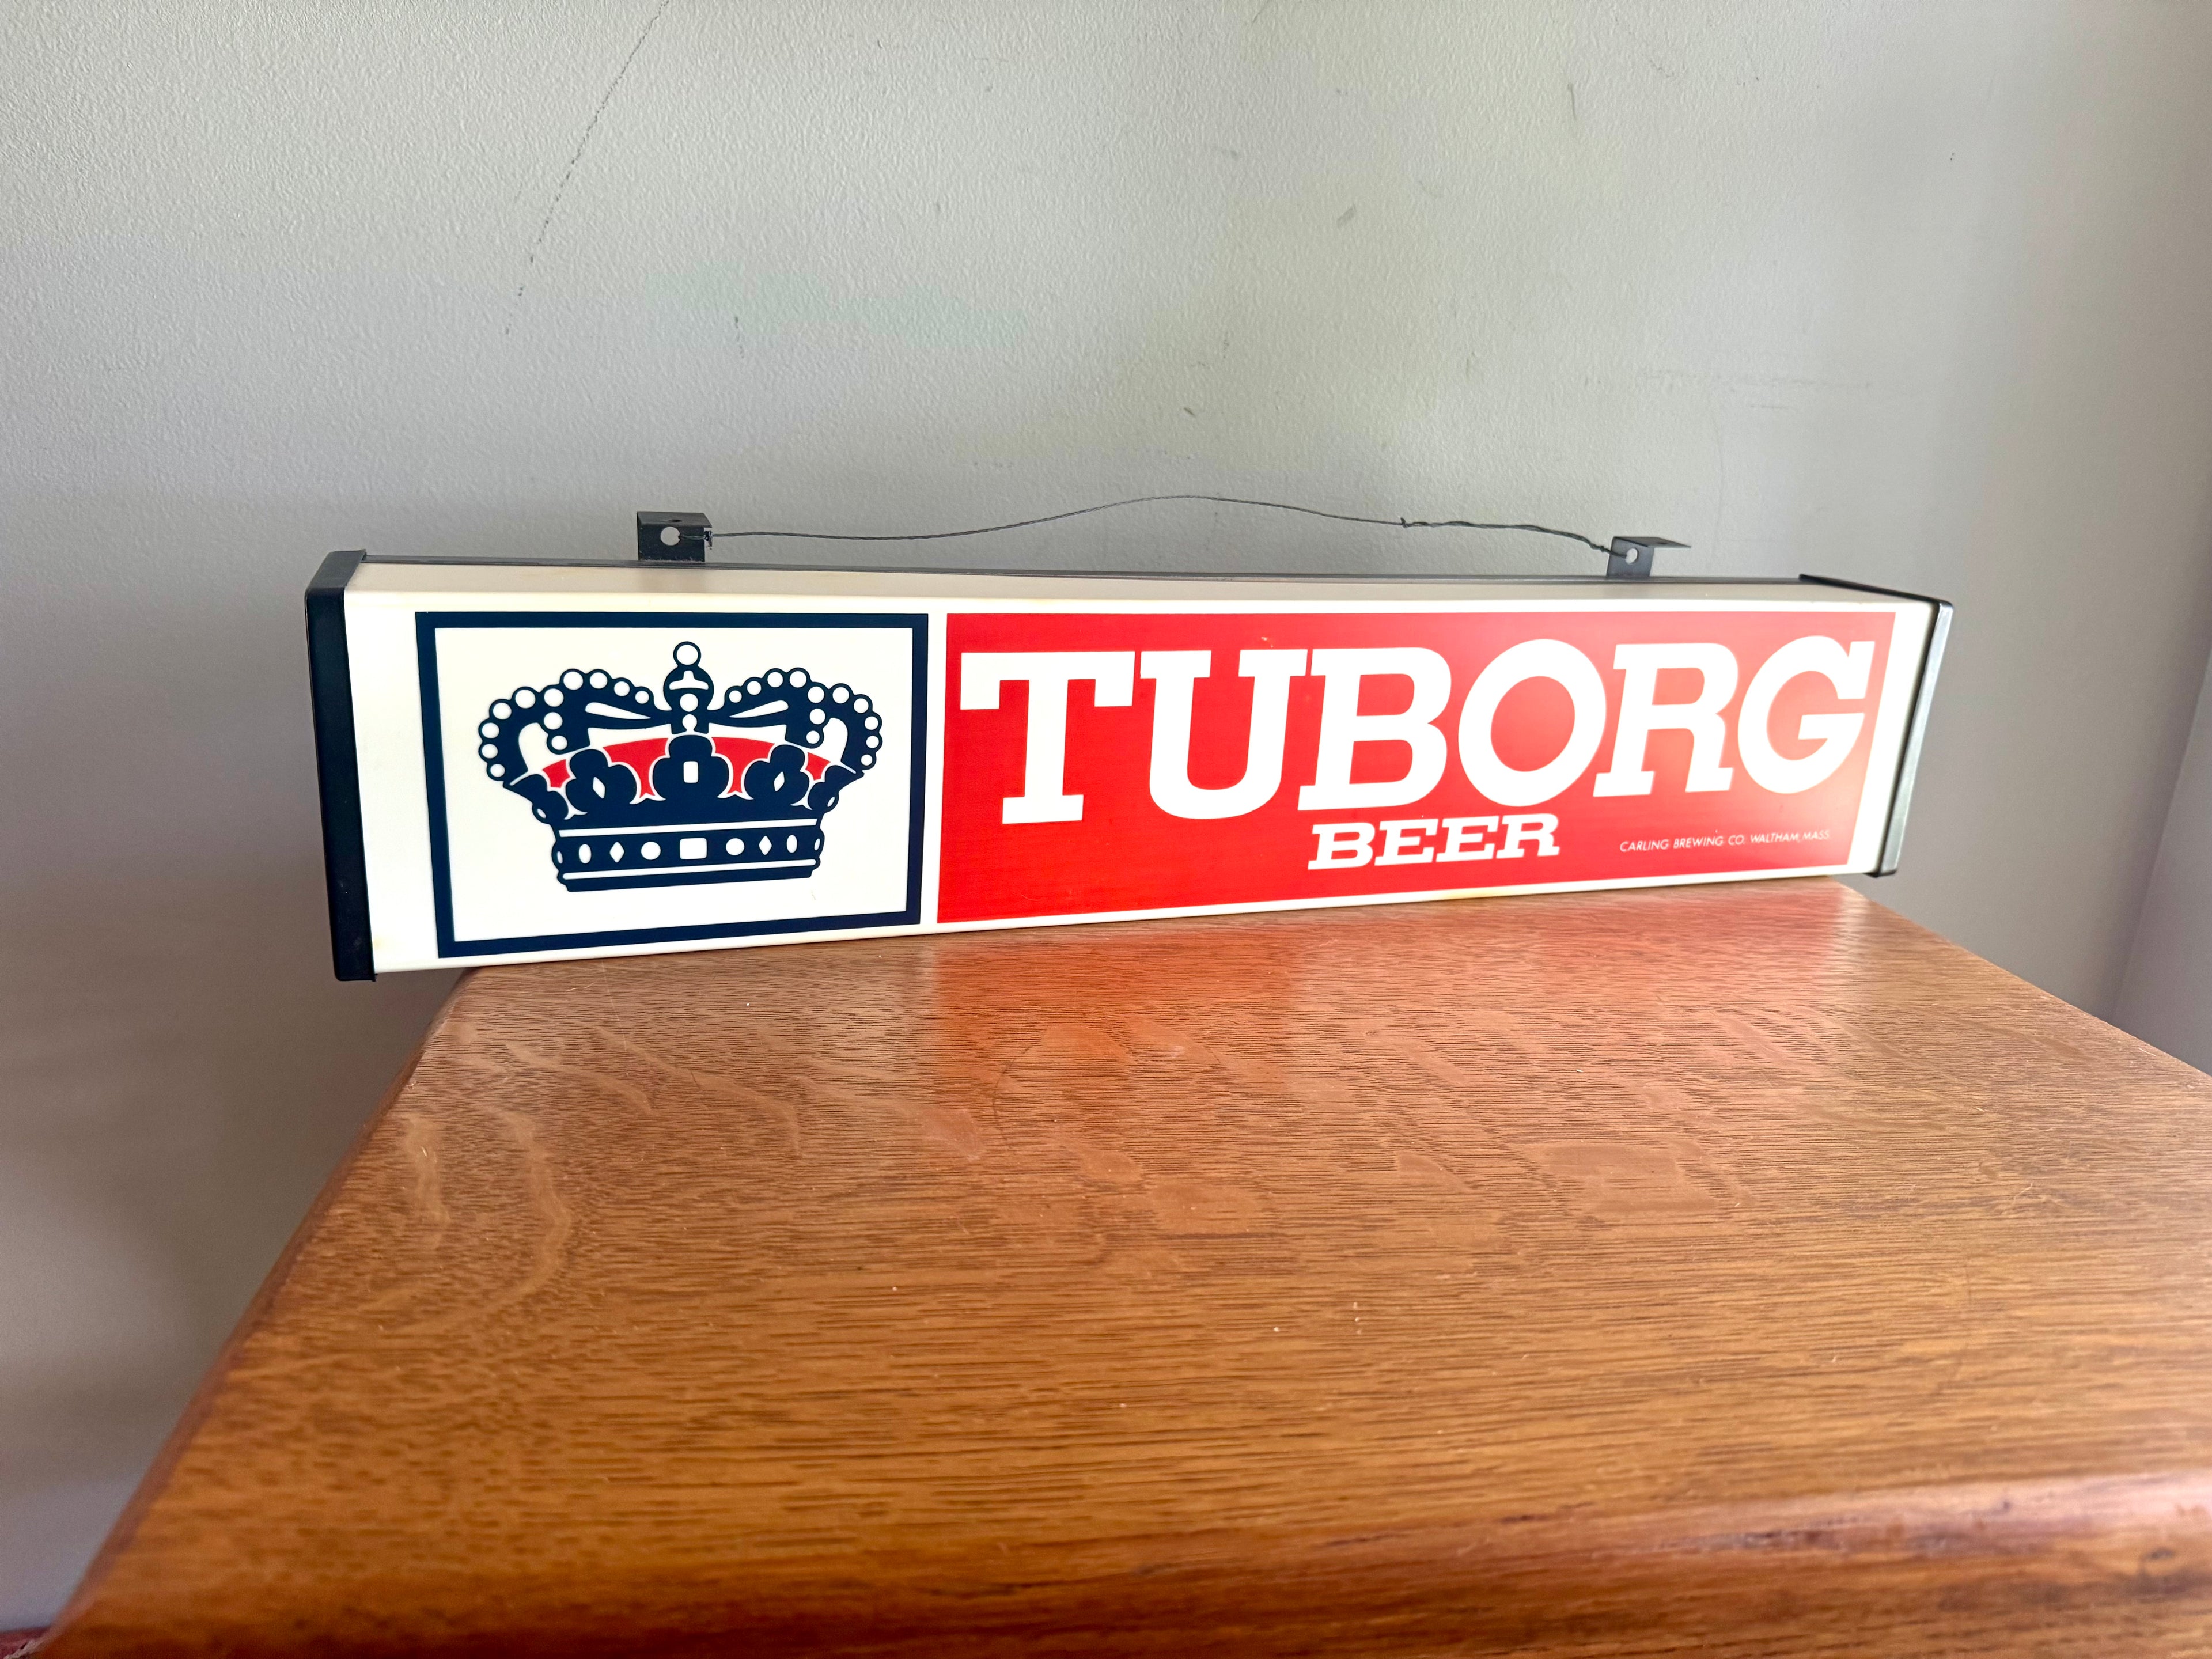 TUBORG
BEER
CARLING BREWING CO. WALTHAM, MASS.